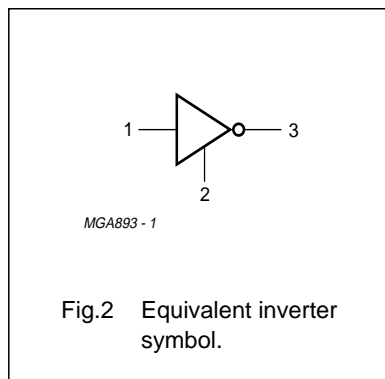 1
3
2
MGA893 - 1
Fig.2 Equivalent inverter
symbol.